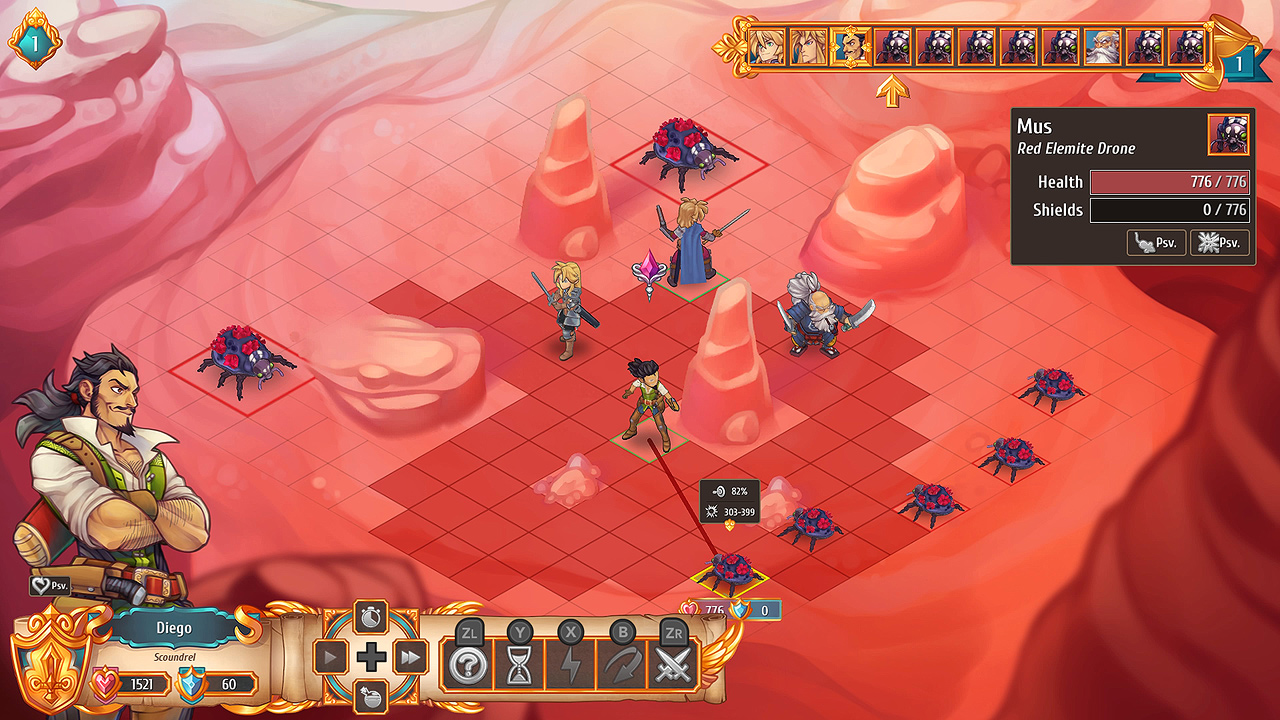 1
1
Mus
Red Elemite Drone
Health 776 / 776
Shields 0 / 776
Psv. Psv.
82%
303-399
776 0
Psv.
Diego
Scoundrel
1521 60
ZL Y X B ZR
?